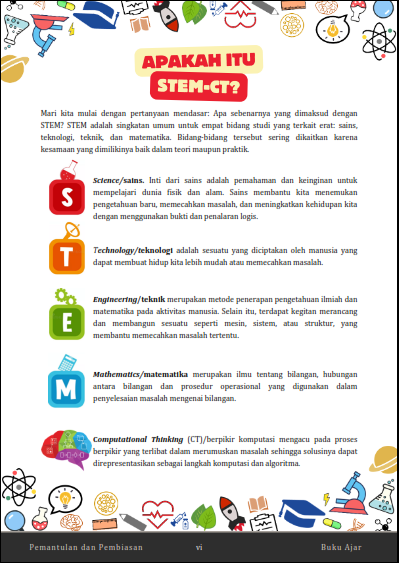 APAKAH ITU
STEM-CT?
Mari kita mulai dengan pertanyaan mendasar: Apa sebenarnya yang dimaksud dengan
STEM? STEM adalah singkatan umum untuk empat bidang studi yang terkait erat: sains,
teknologi, teknik, dan matematika. Bidang-bidang tersebut sering dikaitkan karena
kesamaan yang dimilikinya baik dalam teori maupun praktik.
S
Science/sains. Inti dari sains adalah pemahaman dan keinginan untuk
mempelajari dunia fisik dan alam. Sains membantu kita menemukan
pengetahuan baru, memecahkan masalah, dan meningkatkan kehidupan kita
dengan menggunakan bukti dan penalaran logis.
T
Technology/teknologi adalah sesuatu yang diciptakan oleh manusia yang
dapat membuat hidup kita lebih mudah atau memecahkan masalah.
E
Engineering/teknik merupakan metode penerapan pengetahuan ilmiah dan
matematika pada aktivitas manusia. Selain itu, terdapat kegitan merancang
dan membangun sesuatu seperti mesin, sistem, atau struktur, yang
membantu memecahkan masalah tertentu.
M
Mathematics/matematika merupakan ilmu tentang bilangan, hubungan
antara bilangan dan prosedur operasional yang digunakan dalam
penyelesaian masalah mengenai bilangan.
Computational Thinking (CT)/berpikir komputasi mengacu pada proses
berpikir yang terlibat dalam merumuskan masalah sehingga solusinya dapat
direpresentasikan sebagai langkah komputasi dan algoritma.
Pemantulan dan Pembiasan vi Buku Ajar